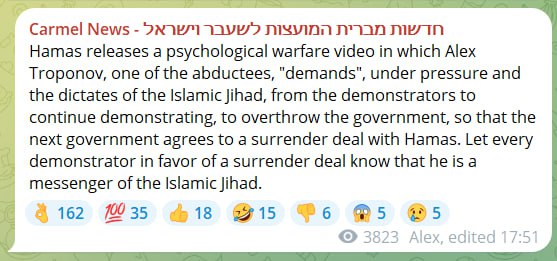 Carmel News - חדשות מברית המועצות לשעבר וישראל
Hamas releases a psychological warfare video in which Alex
Troponov, one of the abductees, "demands", under pressure and
the dictates of the Islamic Jihad, from the demonstrators to
continue demonstrating, to overthrow the government, so that the
next government agrees to a surrender deal with Hamas. Let every
demonstrator in favor of a surrender deal know that he is a
messenger of the Islamic Jihad.
👌 162 💯 35 👍 18 🤣 15 👎 6 😱 5 😢 5
3823 Alex, edited 17:51